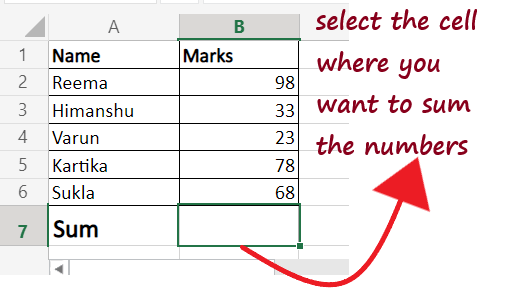 A B
1 Name Marks
2 Reema 98
3 Himanshu 33
4 Varun 23
5 Kartika 78
6 Sukla 68
7 Sum
select the cell
where you
want to sum
the numbers